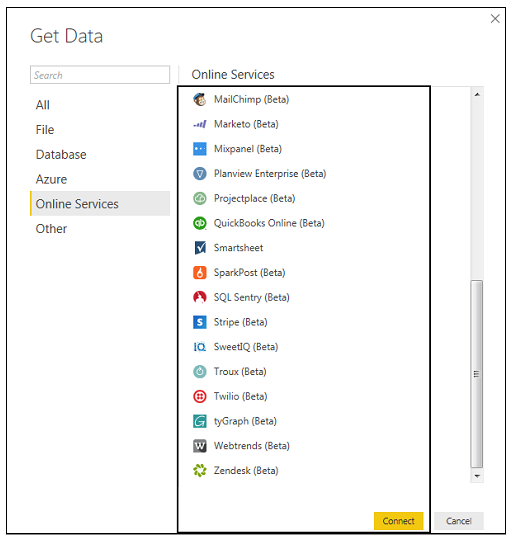 Get Data
Search
All
File
Database
Azure
Online Services
Other
Online Services
MailChimp (Beta)
Marketo (Beta)
Mixpanel (Beta)
Planview Enterprise (Beta)
Projectplace (Beta)
QuickBooks Online (Beta)
Smartsheet
SparkPost (Beta)
SQL Sentry (Beta)
Stripe (Beta)
SweetIQ (Beta)
Troux (Beta)
Twilio (Beta)
tyGraph (Beta)
Webtrends (Beta)
Zendesk (Beta)
Connect
Cancel